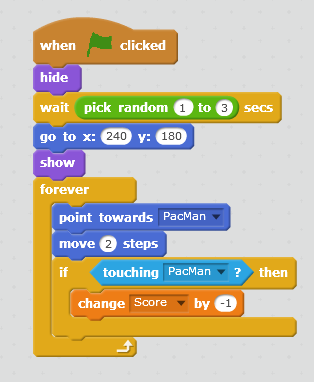 when clicked
hide
wait pick random 1 to 3 secs
go to x: 240 y: 180
show
forever
point towards PacMan
move 2 steps
if touching PacMan ? then
change Score by -1